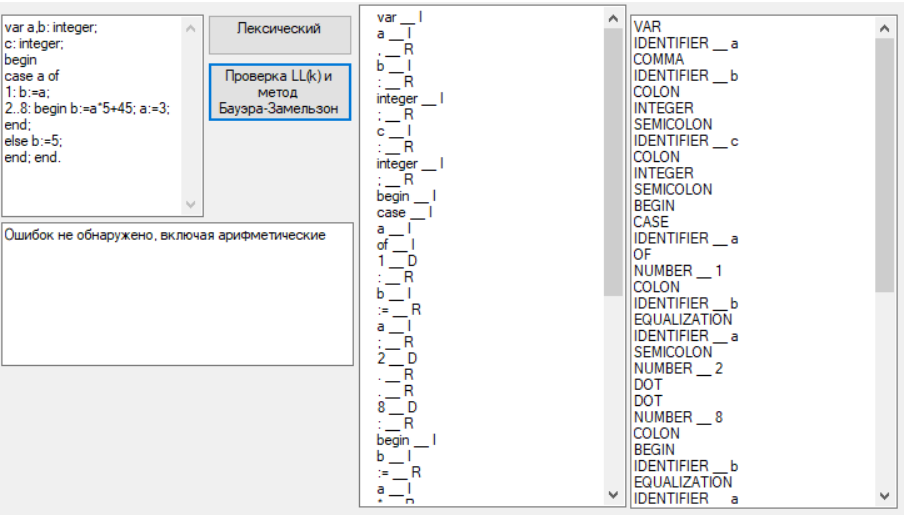 var a,b: integer;
c: integer;
begin
case a of
1: b:=a;
2..8: begin b:=a*5+45; a:=3;
end;
else b:=5;
end; end.
Лексический
Проверка LL(k) и
метод
Бауэра-Замельзон
Ошибок не обнаружено, включая арифметические
var __ I
a __ I
, __ R
b __ I
: __ R
integer __ I
; __ R
c __ I
: __ R
integer __ I
; __ R
begin __ I
case __ I
a __ I
of __ I
1 __ D
: __ R
b __ I
:= __ R
a __ I
; __ R
2 __ D
. __ R
. __ R
8 __ D
: __ R
begin __ I
b __ I
:= __ R
a __ I
VAR
IDENTIFIER __ a
COMMA
IDENTIFIER __ b
COLON
INTEGER
SEMICOLON
IDENTIFIER __ c
COLON
INTEGER
SEMICOLON
BEGIN
CASE
IDENTIFIER __ a
OF
NUMBER __ 1
COLON
IDENTIFIER __ b
EQUALIZATION
IDENTIFIER __ a
SEMICOLON
NUMBER __ 2
DOT
DOT
NUMBER __ 8
COLON
BEGIN
IDENTIFIER __ b
EQUALIZATION
IDENTIFIER __ a